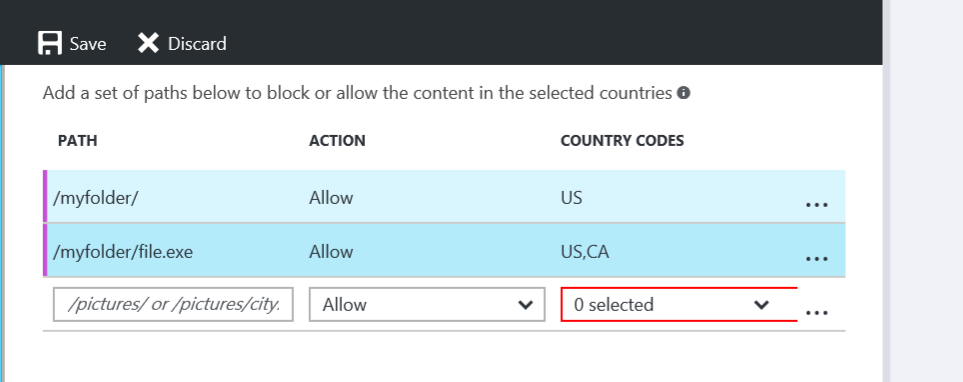 Save Discard
Add a set of paths below to block or allow the content in the selected countries
PATH ACTION COUNTRY CODES
/myfolder/ Allow US ...
/myfolder/file.exe Allow US,CA ...
/pictures/ or /pictures/city. Allow 0 selected ...